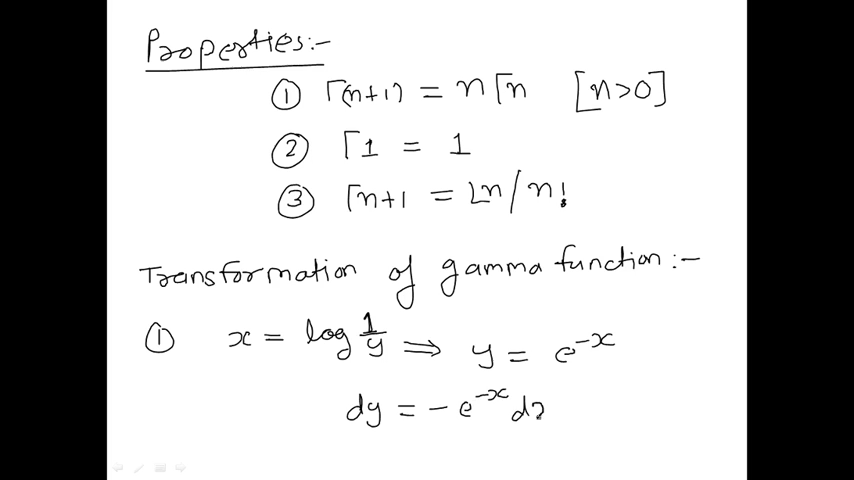 Properties:-
① Γ(n+1) = n Γn [n>0]
② Γ1 = 1
③ Γn+1 = ⌊n / n!
Transformation of gamma function:-
① x = log 1/y ⇒ y = e^-x
dy = - e^-x dx